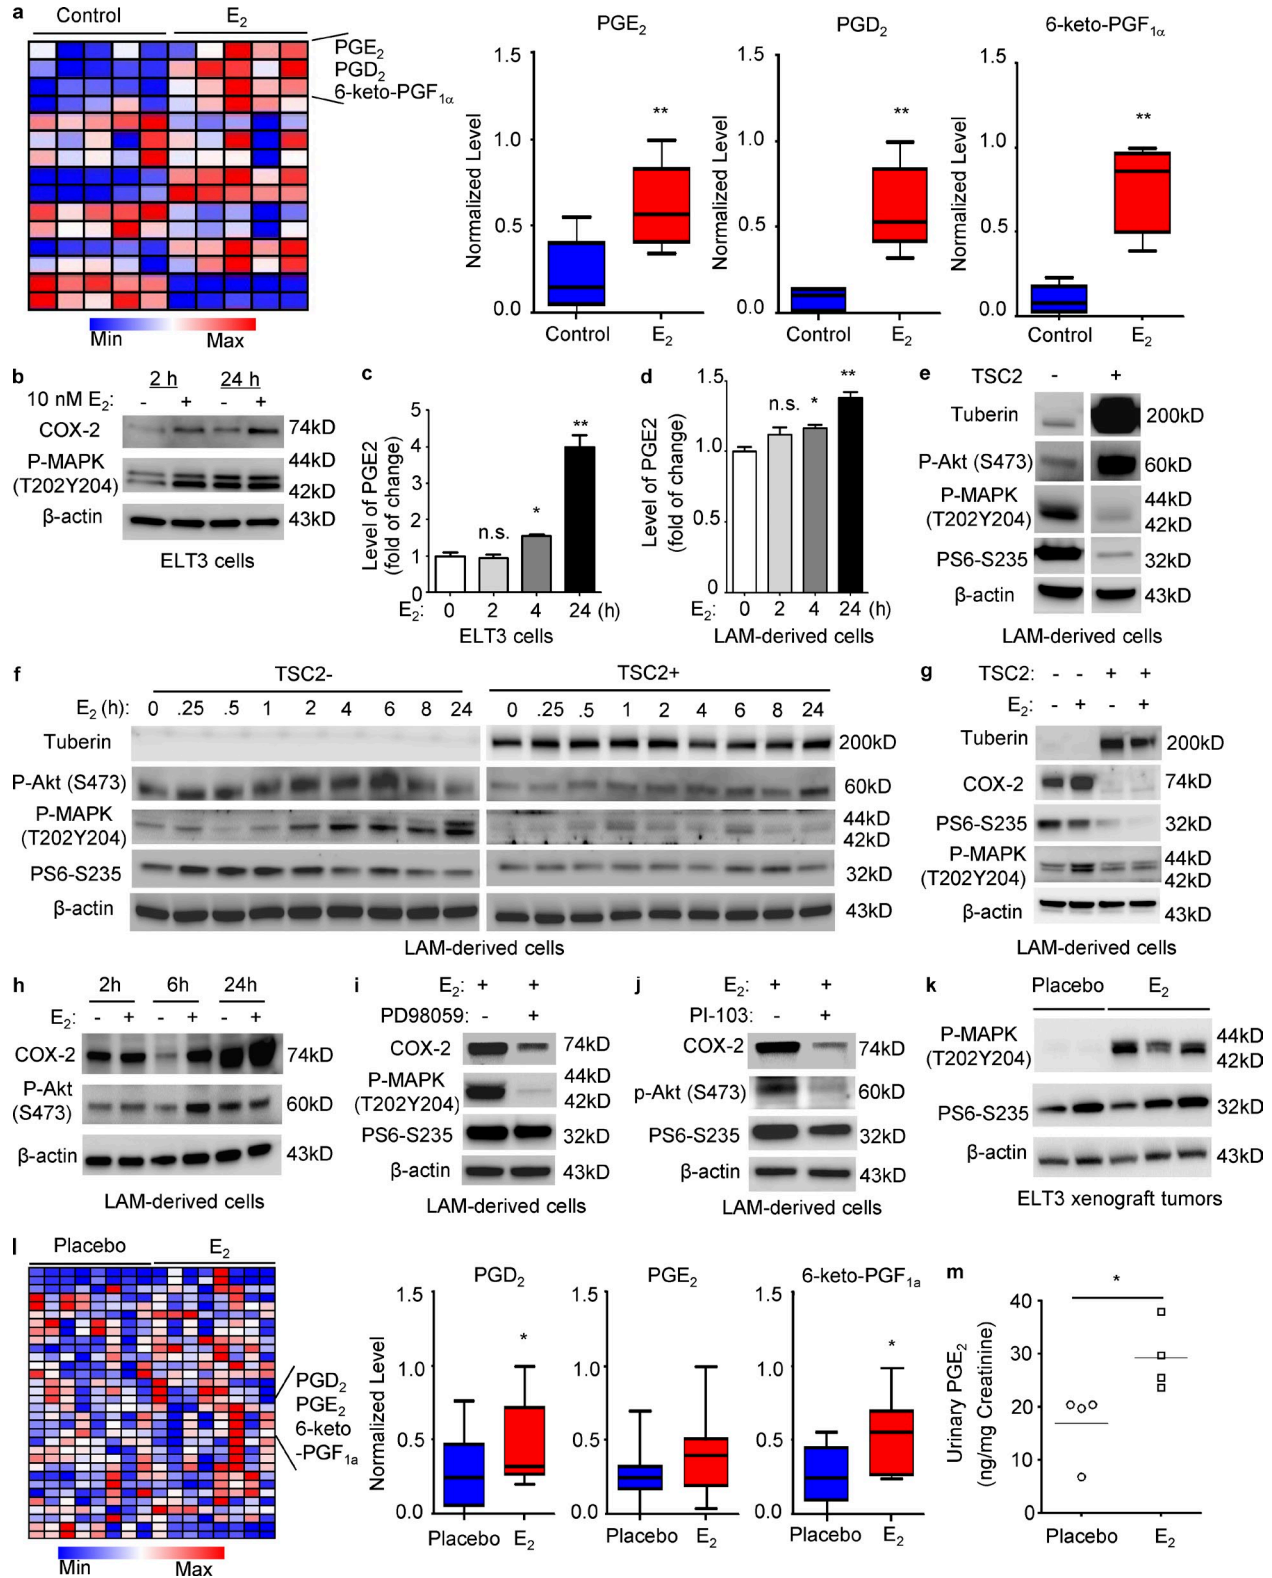 a
Control E₂
PGE₂
PGD₂
6-keto-PGF₁α
Min Max
PGE₂
Normalized Level
1.5
1.0
0.5
0.0
Control E₂
PGD₂
Normalized Level
1.5
1.0
0.5
0.0
Control E₂
6-keto-PGF₁α
Normalized Level
1.5
1.0
0.5
0.0
Control E₂
**
**
**
b
2 h 24 h
10 nM E₂: - + - +
COX-2 74kD
P-MAPK 44kD
(T202Y204) 42kD
β-actin 43kD
ELT3 cells
c
Level of PGE2
(fold of change)
5
4
3
2
1
0
n.s. * **
E₂: 0 2 4 24 (h)
ELT3 cells
d
Level of PGE2
(fold of change)
1.5
1.0
0.5
0
n.s. * **
E₂: 0 2 4 24 (h)
LAM-derived cells
e
TSC2 - +
Tuberin 200kD
P-Akt (S473) 60kD
P-MAPK 44kD
(T202Y204) 42kD
PS6-S235 32kD
β-actin 43kD
LAM-derived cells
f
TSC2- TSC2+
E₂ (h): 0 .25 .5 1 2 4 6 8 24 0 .25 .5 1 2 4 6 8 24
Tuberin 200kD
P-Akt (S473) 60kD
P-MAPK 44kD
(T202Y204) 42kD
PS6-S235 32kD
β-actin 43kD
LAM-derived cells
g
TSC2: - - + +
E₂: - + - +
Tuberin 200kD
COX-2 74kD
PS6-S235 32kD
P-MAPK 44kD
(T202Y204) 42kD
β-actin 43kD
LAM-derived cells
h
2h 6h 24h
E₂: - + - + - +
COX-2 74kD
P-Akt
(S473) 60kD
β-actin 43kD
LAM-derived cells
i
E₂: + +
PD98059: - +
COX-2 74kD
P-MAPK 44kD
(T202Y204) 42kD
PS6-S235 32kD
β-actin 43kD
LAM-derived cells
j
E₂: + +
PI-103: - +
COX-2 74kD
p-Akt (S473) 60kD
PS6-S235 32kD
β-actin 43kD
LAM-derived cells
k
Placebo E₂
P-MAPK 44kD
(T202Y204) 42kD
PS6-S235 32kD
β-actin 43kD
ELT3 xenograft tumors
l
Placebo E₂
PGD₂
PGE₂
6-keto
-PGF₁a
Min Max
PGD₂
Normalized Level
1.5
1.0
0.5
0.0
*
Placebo E₂
PGE₂
1.5
1.0
0.5
0.0
Placebo E₂
6-keto-PGF₁a
1.5
1.0
0.5
0.0
*
Placebo E₂
m
Urinary PGE₂
(ng/mg Creatinine)
40
30
20
10
0
*
Placebo E₂